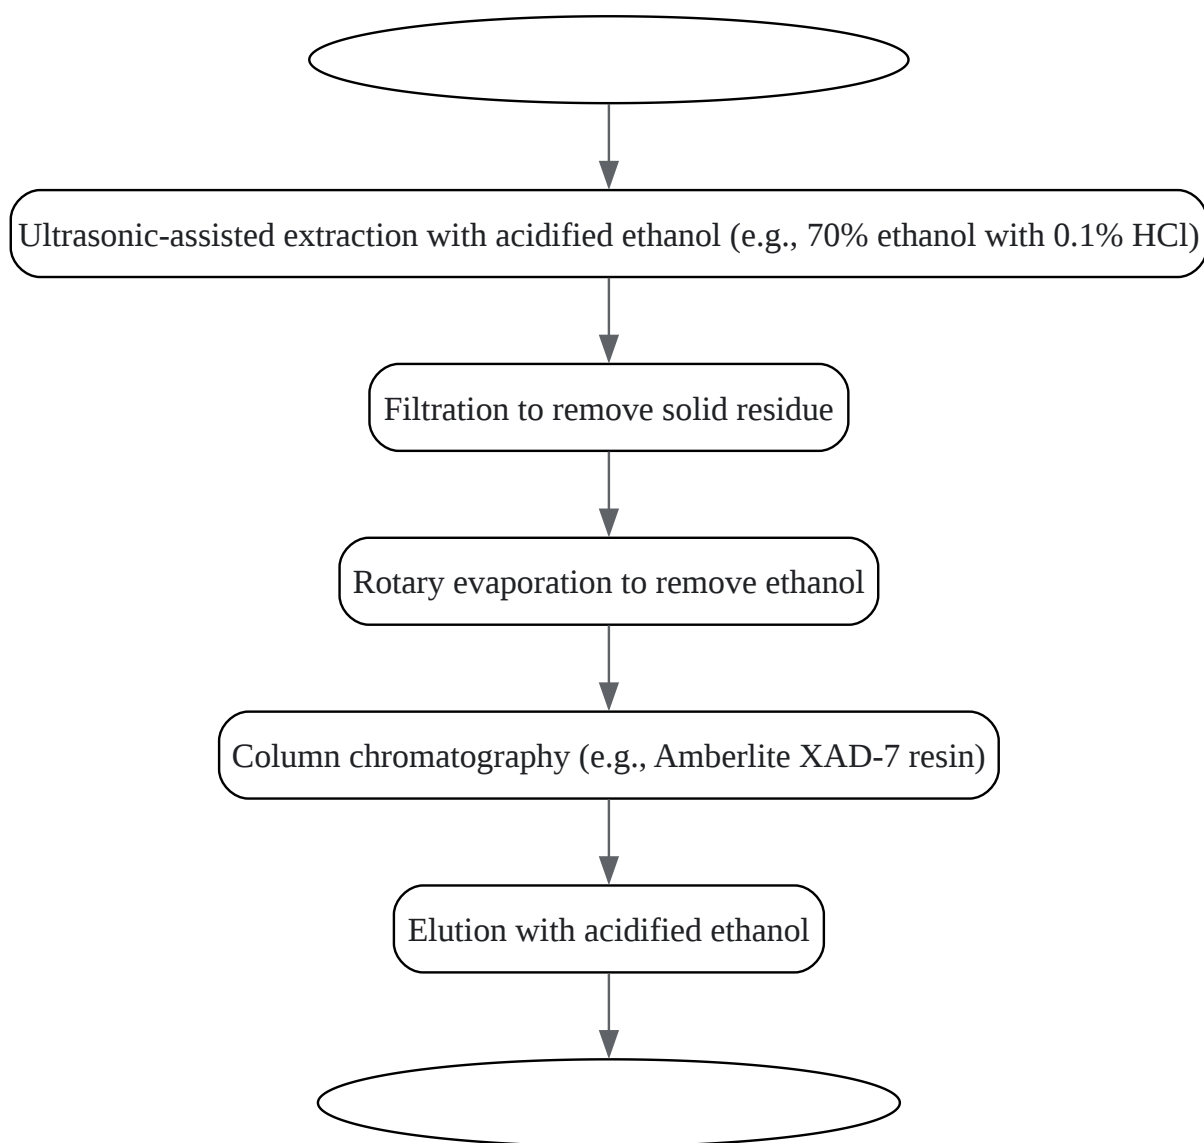 Ultrasonic-assisted extraction with acidified ethanol (e.g., 70% ethanol with 0.1% HCl)
Filtration to remove solid residue
Rotary evaporation to remove ethanol
Column chromatography (e.g., Amberlite XAD-7 resin)
Elution with acidified ethanol